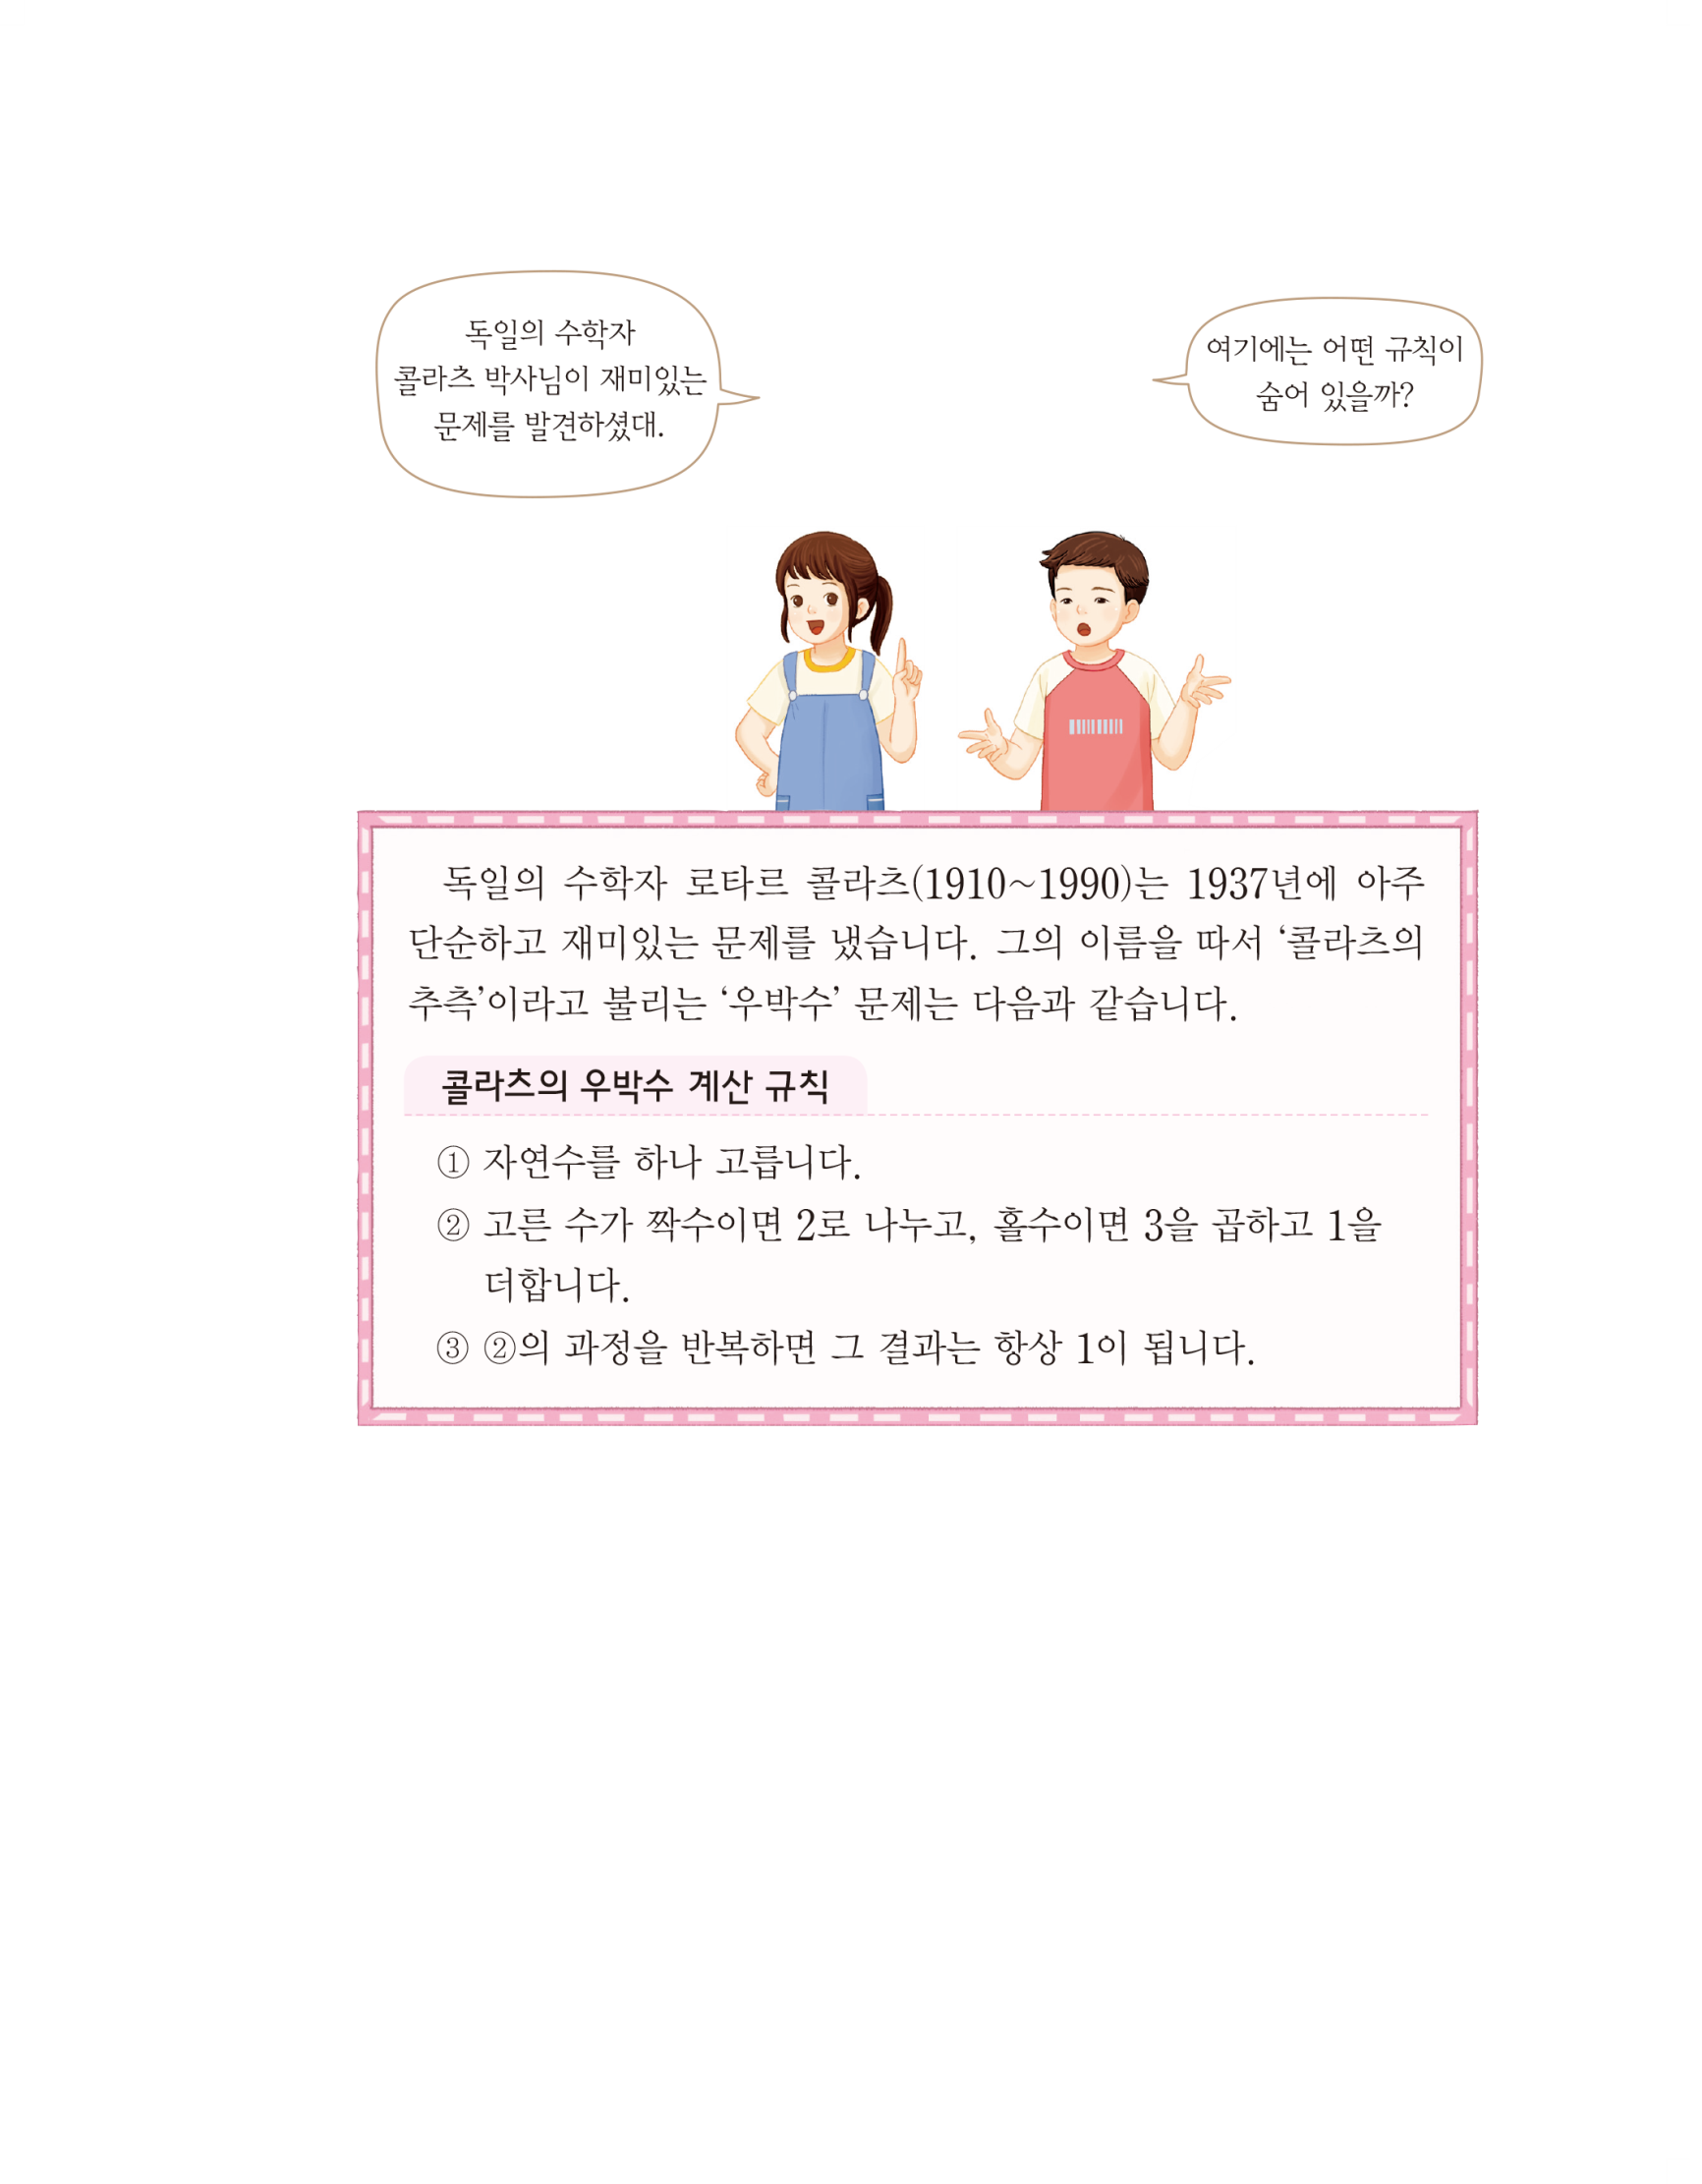 독일의 수학자
콜라츠 박사님이 재미있는
문제를 발견하셨대.
여기에는 어떤 규칙이
숨어 있을까?
독일의 수학자 로타르 콜라츠(1910~1990)는 1937년에 아주
단순하고 재미있는 문제를 냈습니다. 그의 이름을 따서 ‘콜라츠의
추측’이라고 불리는 ‘우박수’ 문제는 다음과 같습니다.
콜라츠의 우박수 계산 규칙
① 자연수를 하나 고릅니다.
② 고른 수가 짝수이면 2로 나누고, 홀수이면 3을 곱하고 1을
더합니다.
③ ②의 과정을 반복하면 그 결과는 항상 1이 됩니다.